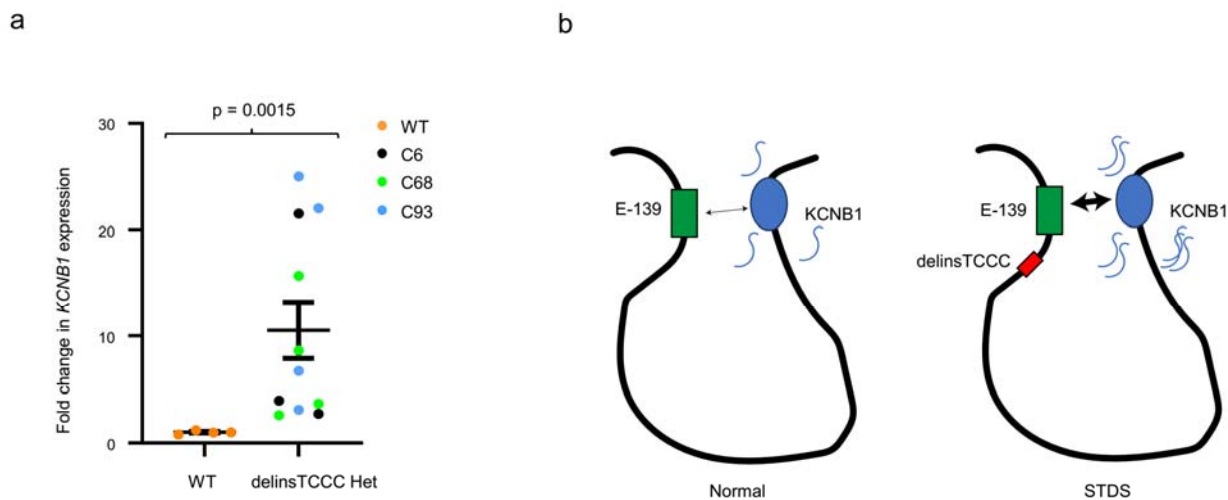 a
p = 0.0015
30
20
10
0
Fold change in KCNB1 expression
WT
delinsTCCC Het
WT
C6
C68
C93
b
E-139
KCNB1
Normal
E-139
KCNB1
delinsTCCC
STDS